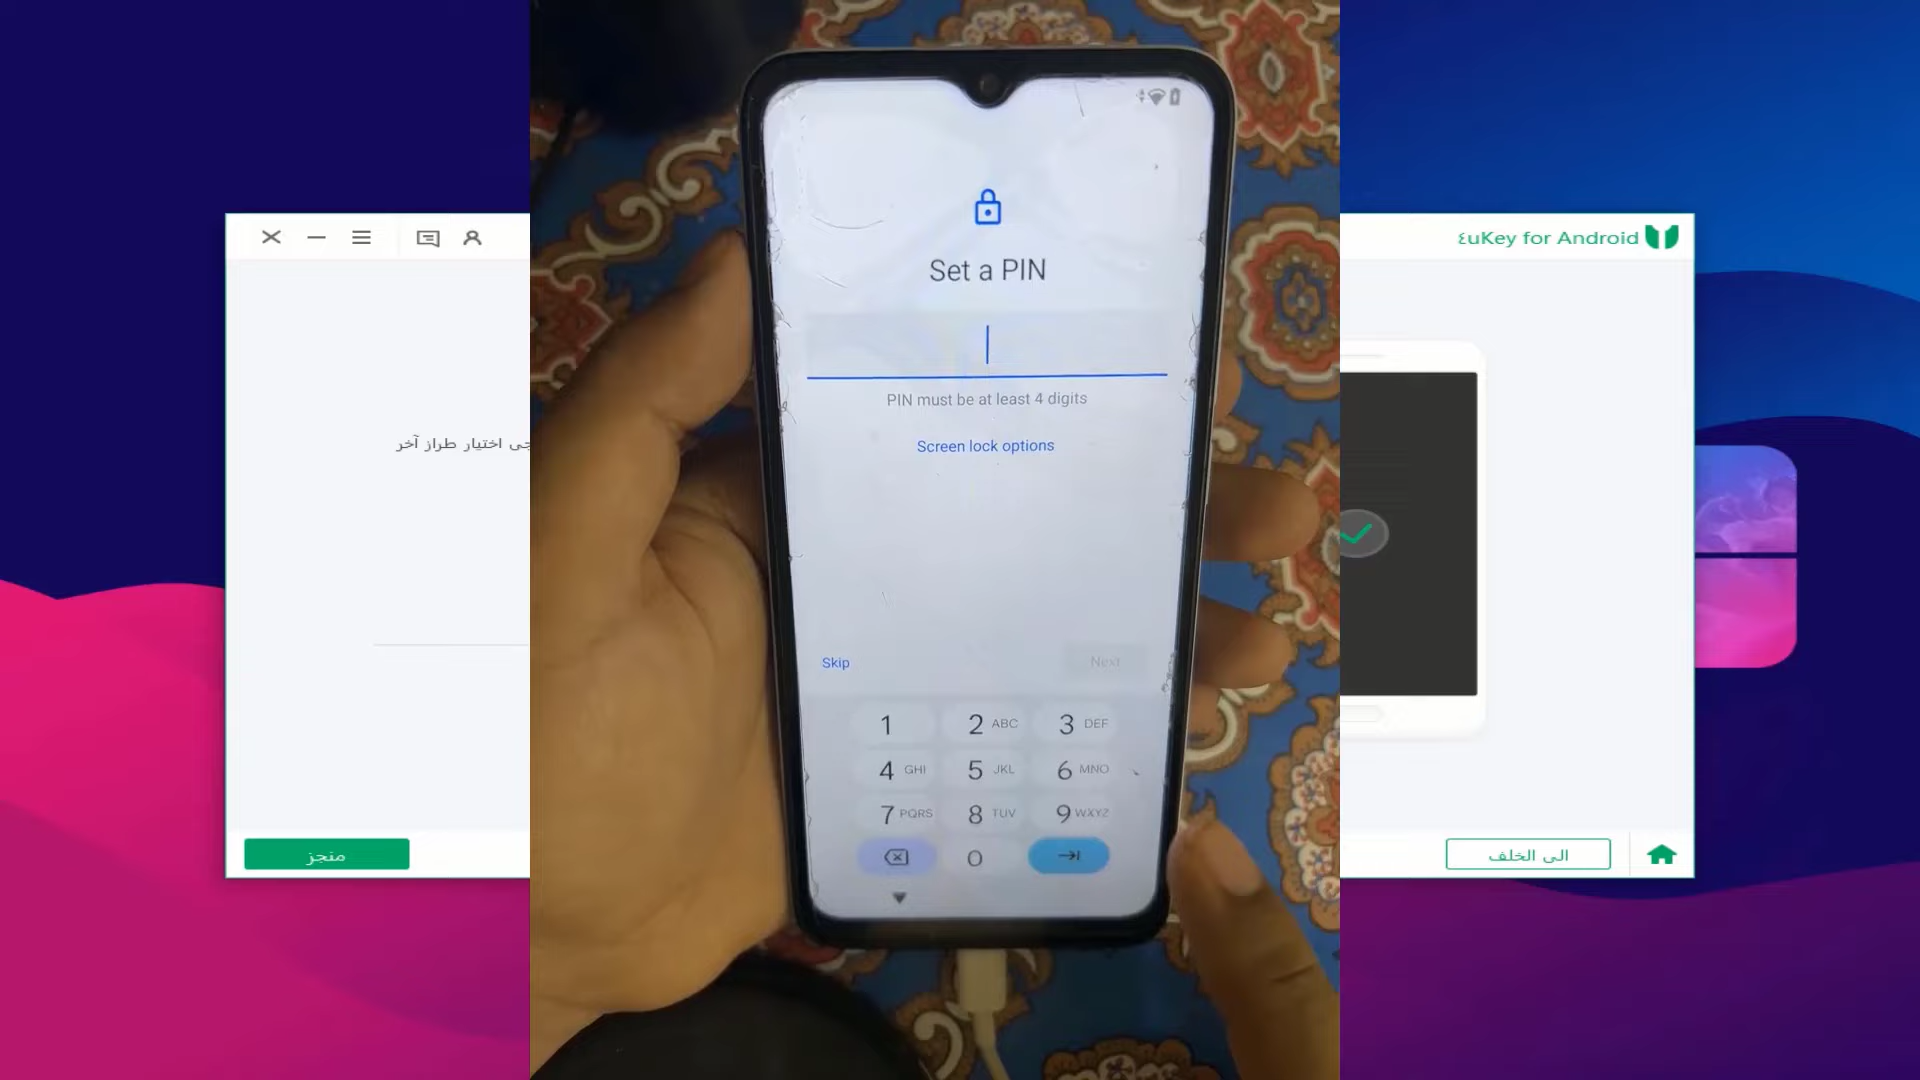 4uKey for Android
Set a PIN
PIN must be at least 4 digits
Screen lock options
اختيار طراز آخر
Skip
Next
1
2 ABC
3 DEF
4 GHI
5 JKL
6 MNO
7 PQRS
8 TUV
9 WXYZ
0
منجز
الى الخلف